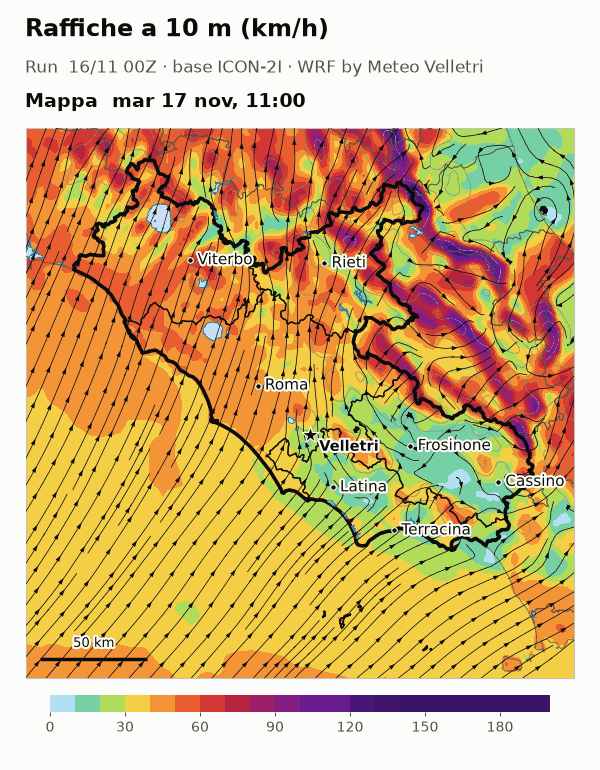 Raffiche a 10 m (km/h)
Run  16/11 00Z · base ICON-2I · WRF by Meteo Velletri
Mappa  mar 17 nov, 11:00
Viterbo
Rieti
Roma
Velletri
Frosinone
Cassino
Latina
Terracina
50 km
0 30 60 90 120 150 180